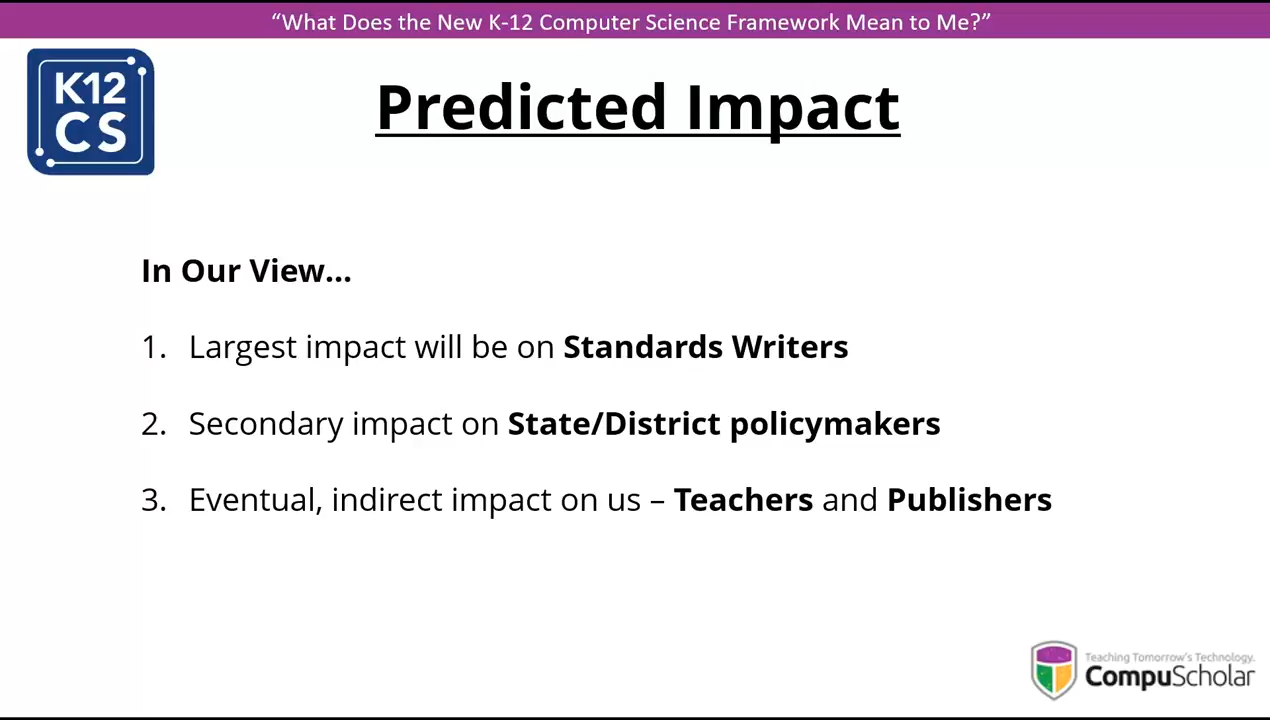 “What Does the New K-12 Computer Science Framework Mean to Me?”
K12
CS
Predicted Impact
In Our View...
1. Largest impact will be on Standards Writers
2. Secondary impact on State/District policymakers
3. Eventual, indirect impact on us – Teachers and Publishers
Teaching Tomorrow's Technology.
CompuScholar